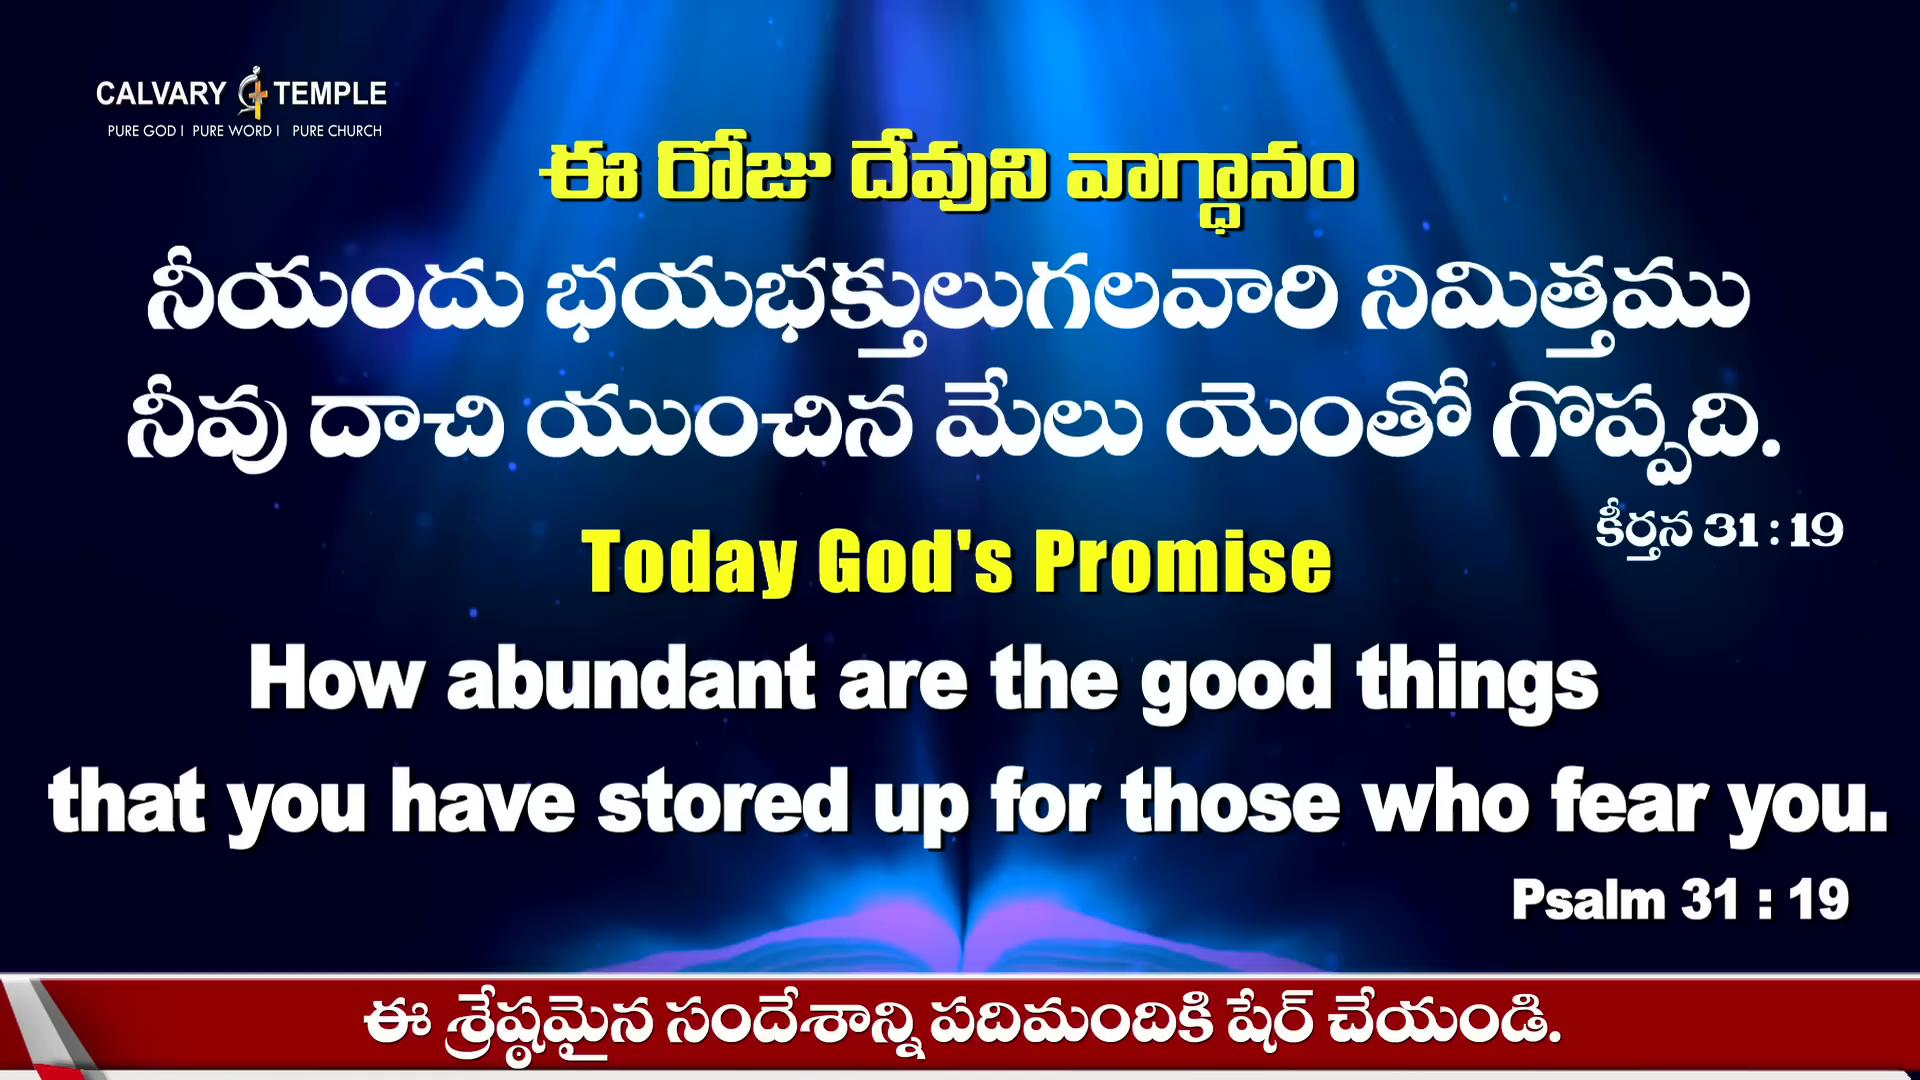 CALVARY TEMPLE
PURE GOD I PURE WORD I PURE CHURCH
ఈ రోజు దేవుని వాగ్ధానం
నీయందు భయభక్తులుగలవారి నిమిత్తము
నీవు దాచి యుంచిన మేలు యెంతో గొప్పది.
కీర్తన 31 : 19
Today God's Promise
How abundant are the good things
that you have stored up for those who fear you.
Psalm 31 : 19
ఈ శ్రేష్ఠమైన సందేశాన్ని పదిమందికి షేర్ చేయండి.